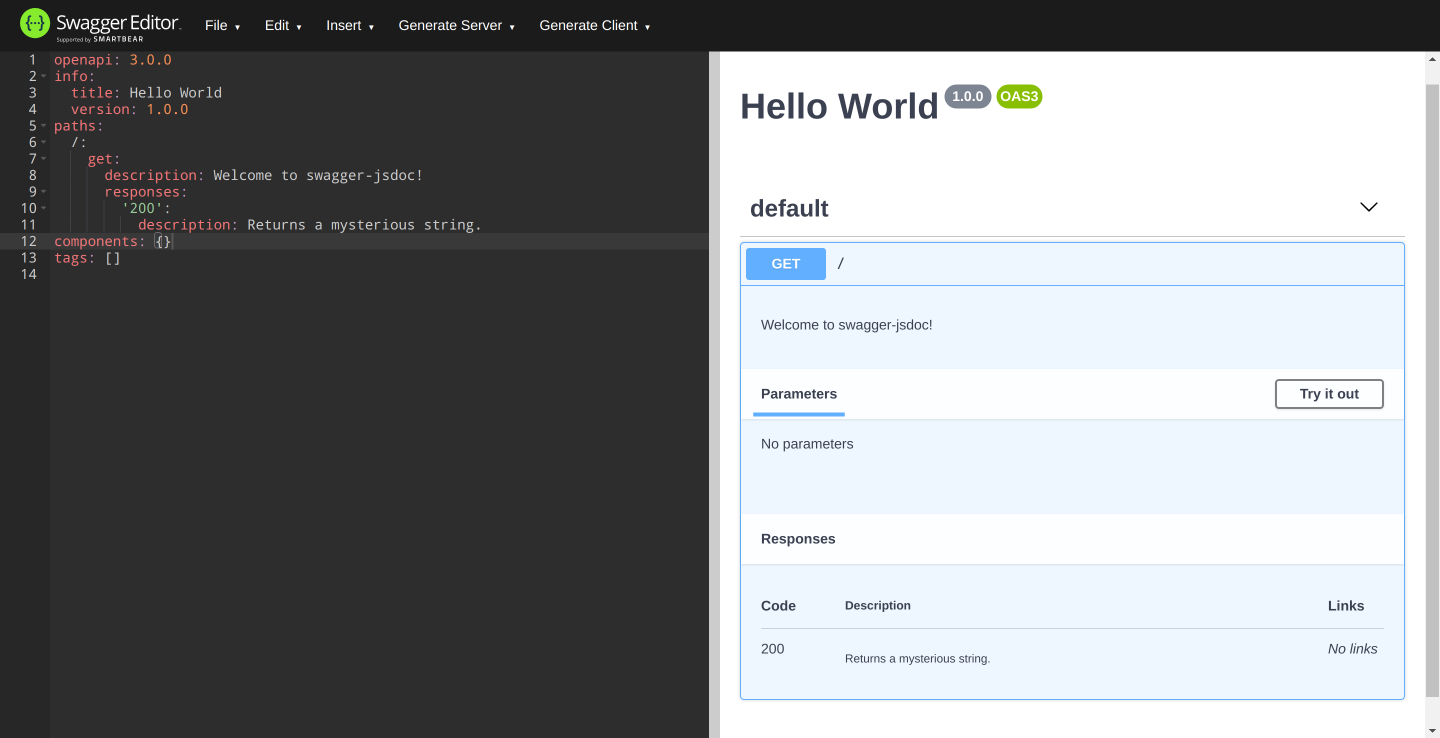 {···} Swagger Editor. File ▾ Edit ▾ Insert ▾ Generate Server ▾ Generate Client ▾
Supported by SMARTBEAR
1 openapi: 3.0.0
2 info:
3   title: Hello World
4   version: 1.0.0
5 paths:
6   /:
7     get:
8       description: Welcome to swagger-jsdoc!
9       responses:
10         '200':
11           description: Returns a mysterious string.
12 components: {}
13 tags: []
14
Hello World 1.0.0 OAS3
default
GET /
Welcome to swagger-jsdoc!
Parameters Try it out
No parameters
Responses
Code Description Links
200 Returns a mysterious string. No links